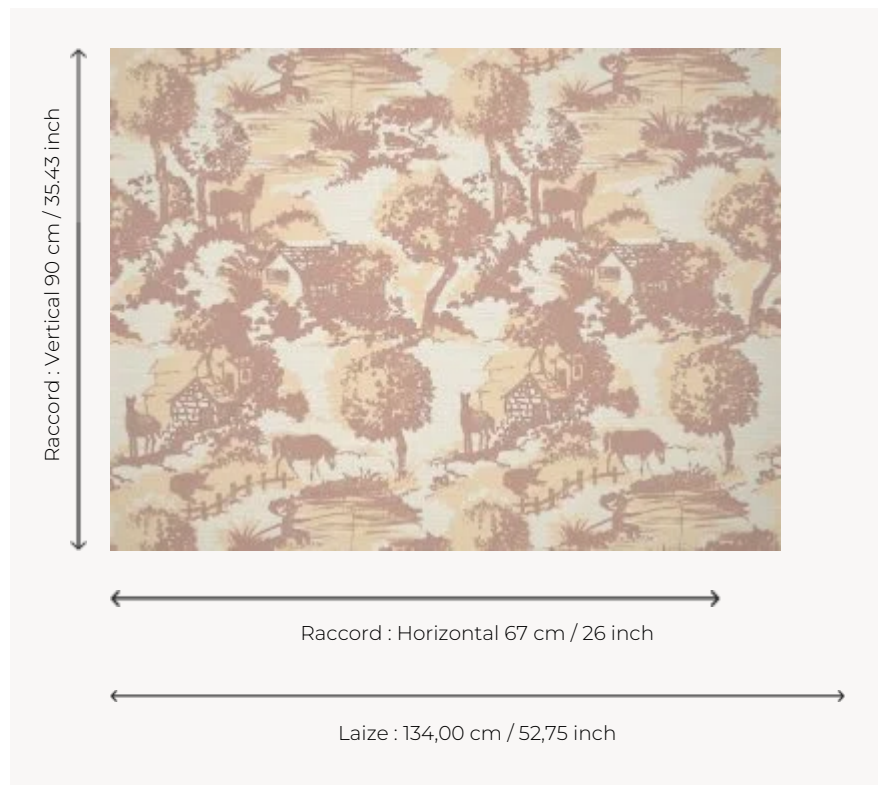 Raccord : Vertical 90 cm / 35.43 inch
Raccord : Horizontal 67 cm / 26 inch
Laize : 134,00 cm / 52,75 inch